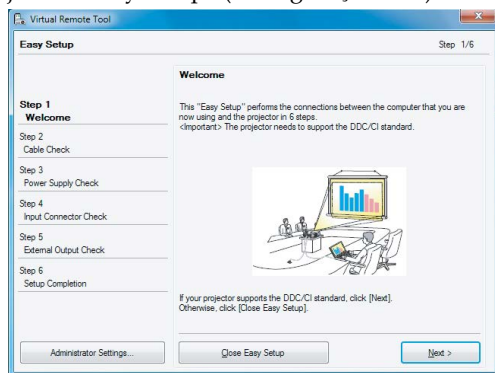 Virtual Remote Tool
Easy Setup
Step 1/6
Step 1
Welcome
Step 2
Cable Check
Step 3
Power Supply Check
Step 4
Input Connector Check
Step 5
External Output Check
Step 6
Setup Completion
Welcome
This "Easy Setup" performs the connections between the computer that you are
now using and the projector in 6 steps.
<Important> The projector needs to support the DDC/CI standard.
If your projector supports the DDC/CI standard, click [Next].
Otherwise, click [Close Easy Setup].
Administrator Settings...
Close Easy Setup
Next >